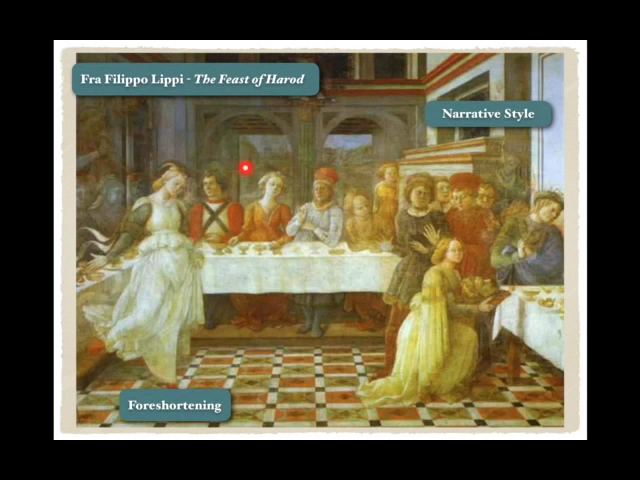 Fra Filippo Lippi - The Feast of Harod
Narrative Style
Foreshortening